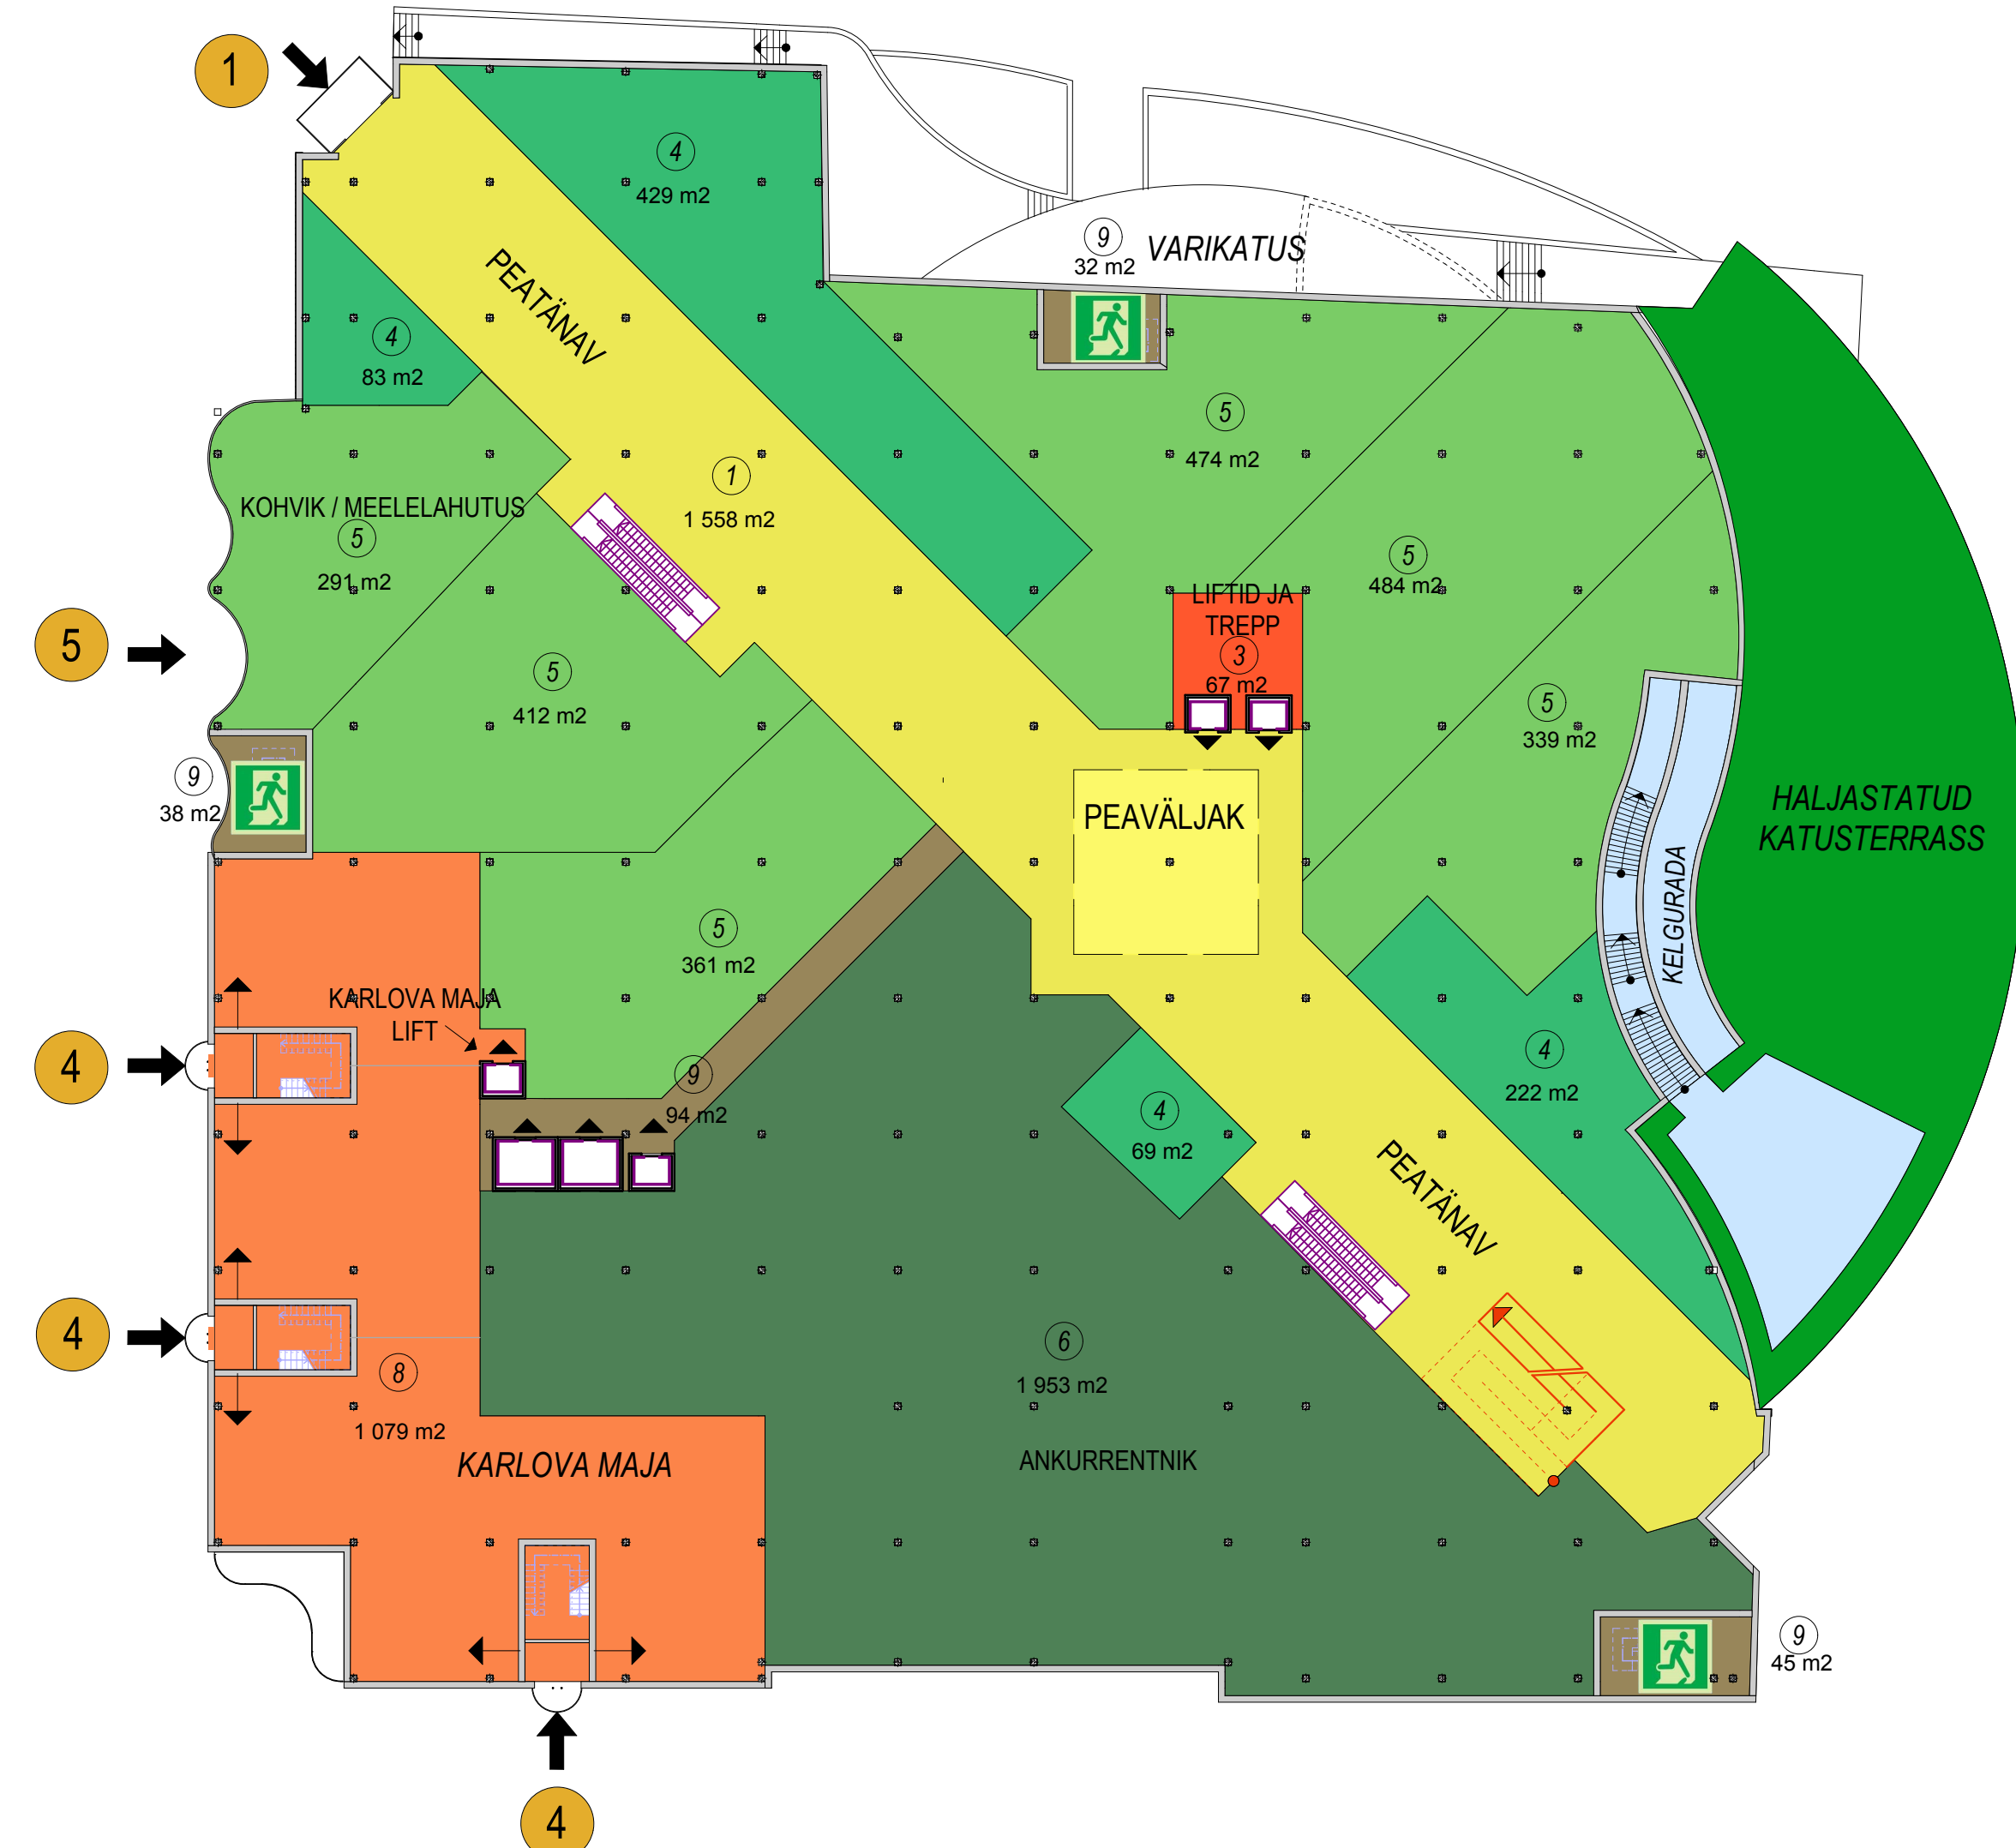 1
4
429 m2
9
32 m2
VARIKATUS
PEATÄNAV
4
83 m2
5
474 m2
1
1 558 m2
KOHVIK / MEELELAHUTUS
5
291 m2
5
484 m2
LIFTID JA
TREPP
3
67 m2
5
5
412 m2
5
339 m2
9
38 m2
PEAVÄLJAK
HALJASTATUD
KATUSTERRASS
KELGURADA
5
361 m2
KARLOVA MAJA
LIFT
4
9
94 m2
4
222 m2
4
69 m2
PEATÄNAV
4
8
1 079 m2
6
1 953 m2
KARLOVA MAJA
ANKURRENTNIK
9
45 m2
4